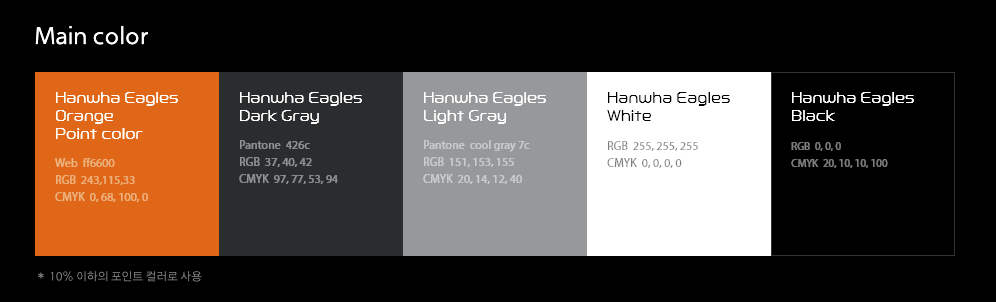 Main color
Hanwha Eagles
Orange
Point color
Web ff6600
RGB 243,115,33
CMYK 0, 68, 100, 0
Hanwha Eagles
Dark Gray
Pantone 426c
RGB 37, 40, 42
CMYK 97, 77, 53, 94
Hanwha Eagles
Light Gray
Pantone cool gray 7c
RGB 151, 153, 155
CMYK 20, 14, 12, 40
Hanwha Eagles
White
RGB 255, 255, 255
CMYK 0, 0, 0, 0
Hanwha Eagles
Black
RGB 0, 0, 0
CMYK 20, 10, 10, 100
* 10% 이하의 포인트 컬러로 사용